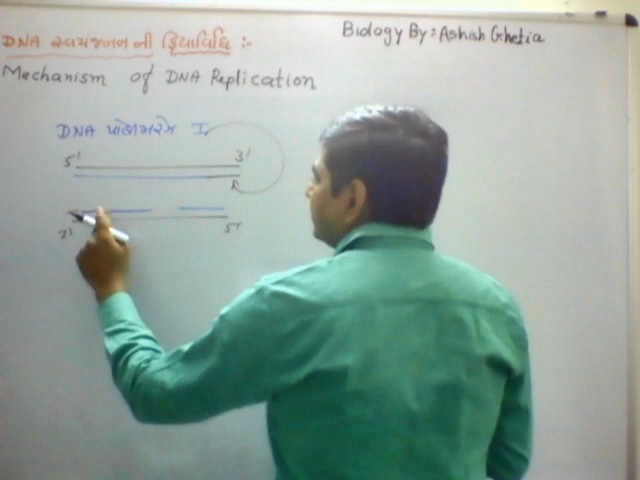 DNA સ્વયંજનન ની ક્રિયાવિધિ :-
Biology By: Ashish Ghetia
Mechanism of DNA Replication
DNA પોલીમરેઝ I
5' 3'
R
3' 5'